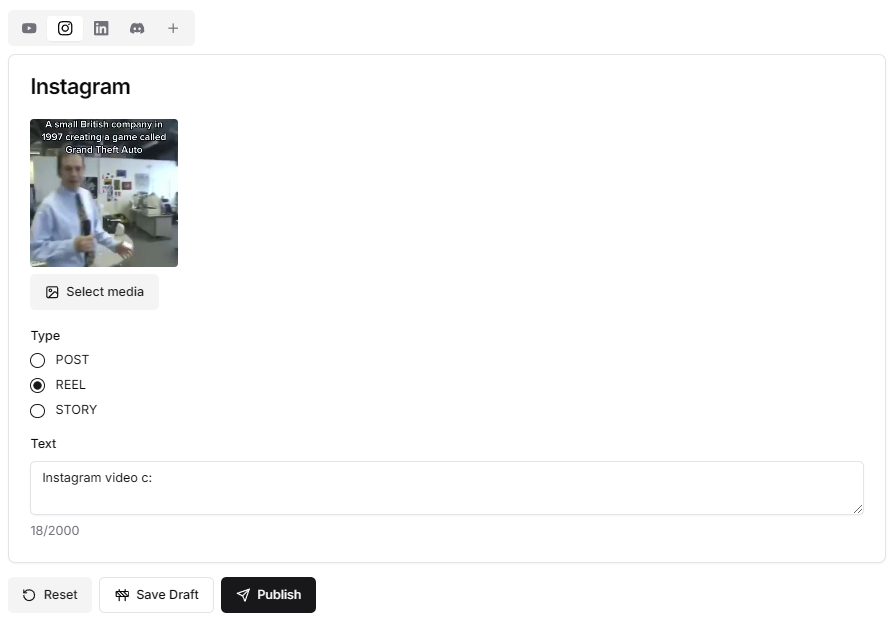 Instagram
A small British company in
1997 creating a game called
Grand Theft Auto
Select media
Type
POST
REEL
STORY
Text
Instagram video c:
18/2000
Reset
Save Draft
Publish